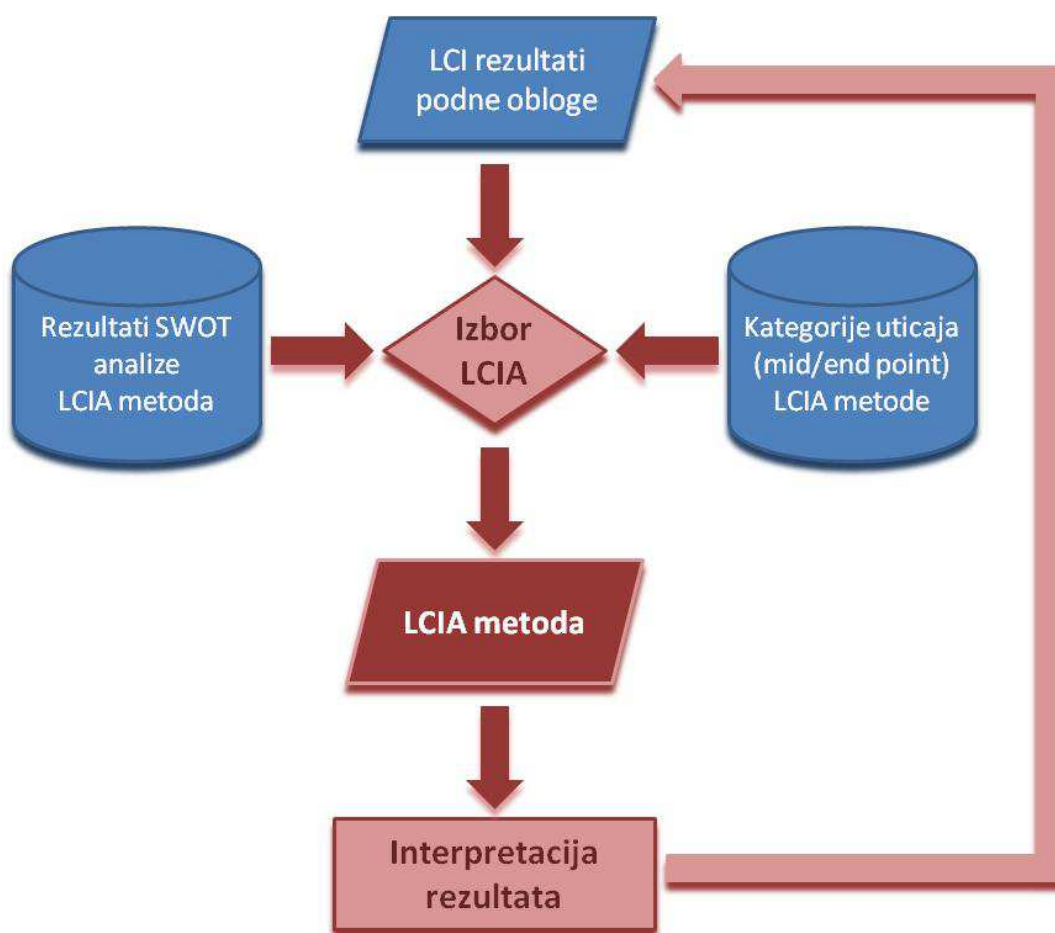 LCI rezultati
podne obloge
Rezultati SWOT
analize
LCIA metoda
Izbor
LCIA
Kategorije uticaja
(mid/end point)
LCIA metode
LCIA metoda
Interpretacija
rezultata